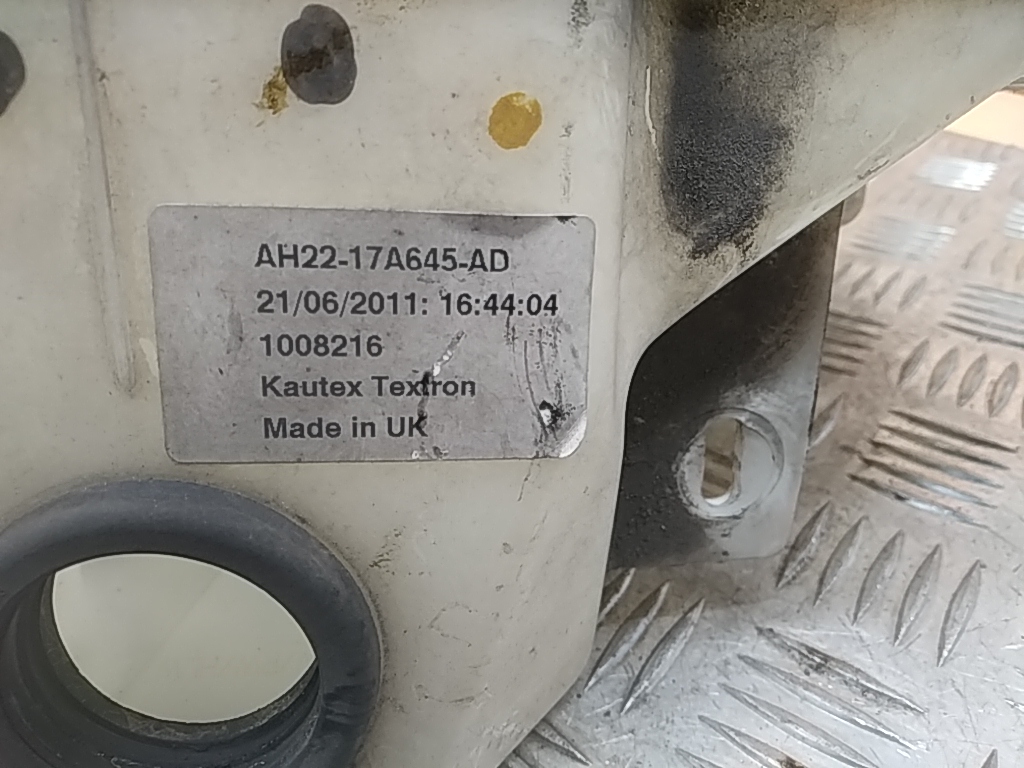 AH22-17A645-AD
21/06/2011: 16:44:04
1008216
Kautex Textron
Made in UK